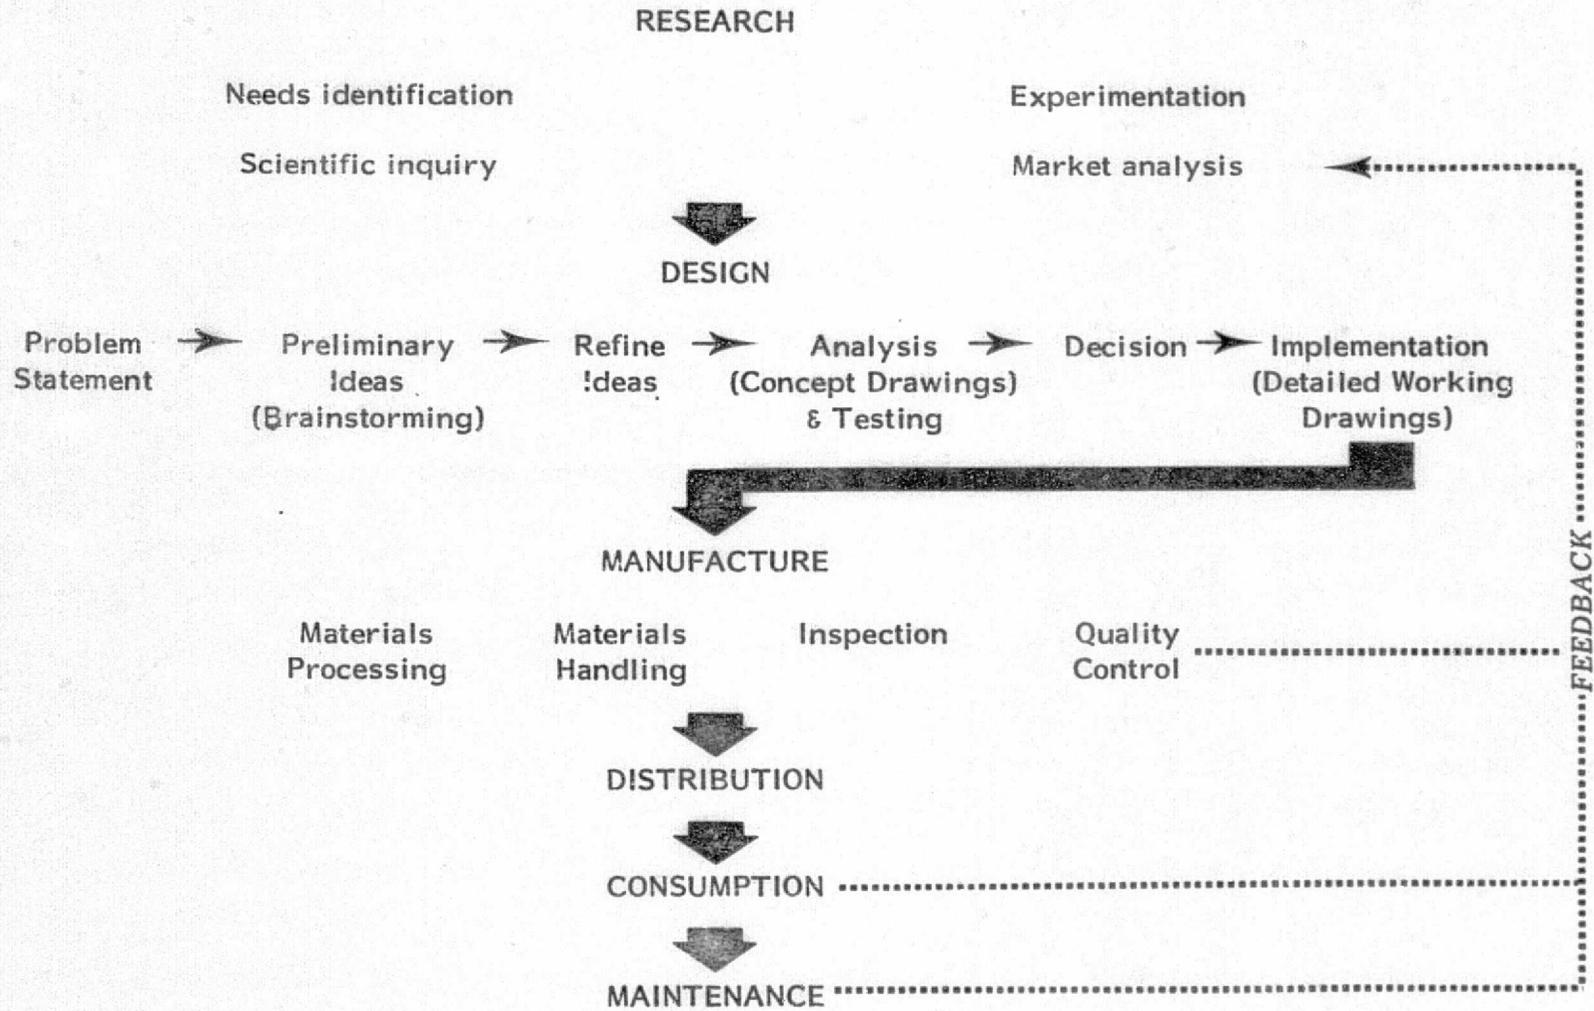 RESEARCH
Needs identification
Experimentation
Scientific inquiry
Market analysis
DESIGN
Problem
Statement
Preliminary
Ideas
(Brainstorming)
Refine
Ideas
Analysis
(Concept Drawings)
& Testing
Decision
Implementation
(Detailed Working
Drawings)
MANUFACTURE
Materials
Processing
Materials
Handling
Inspection
Quality
Control
FEEDBACK
DISTRIBUTION
CONSUMPTION
MAINTENANCE